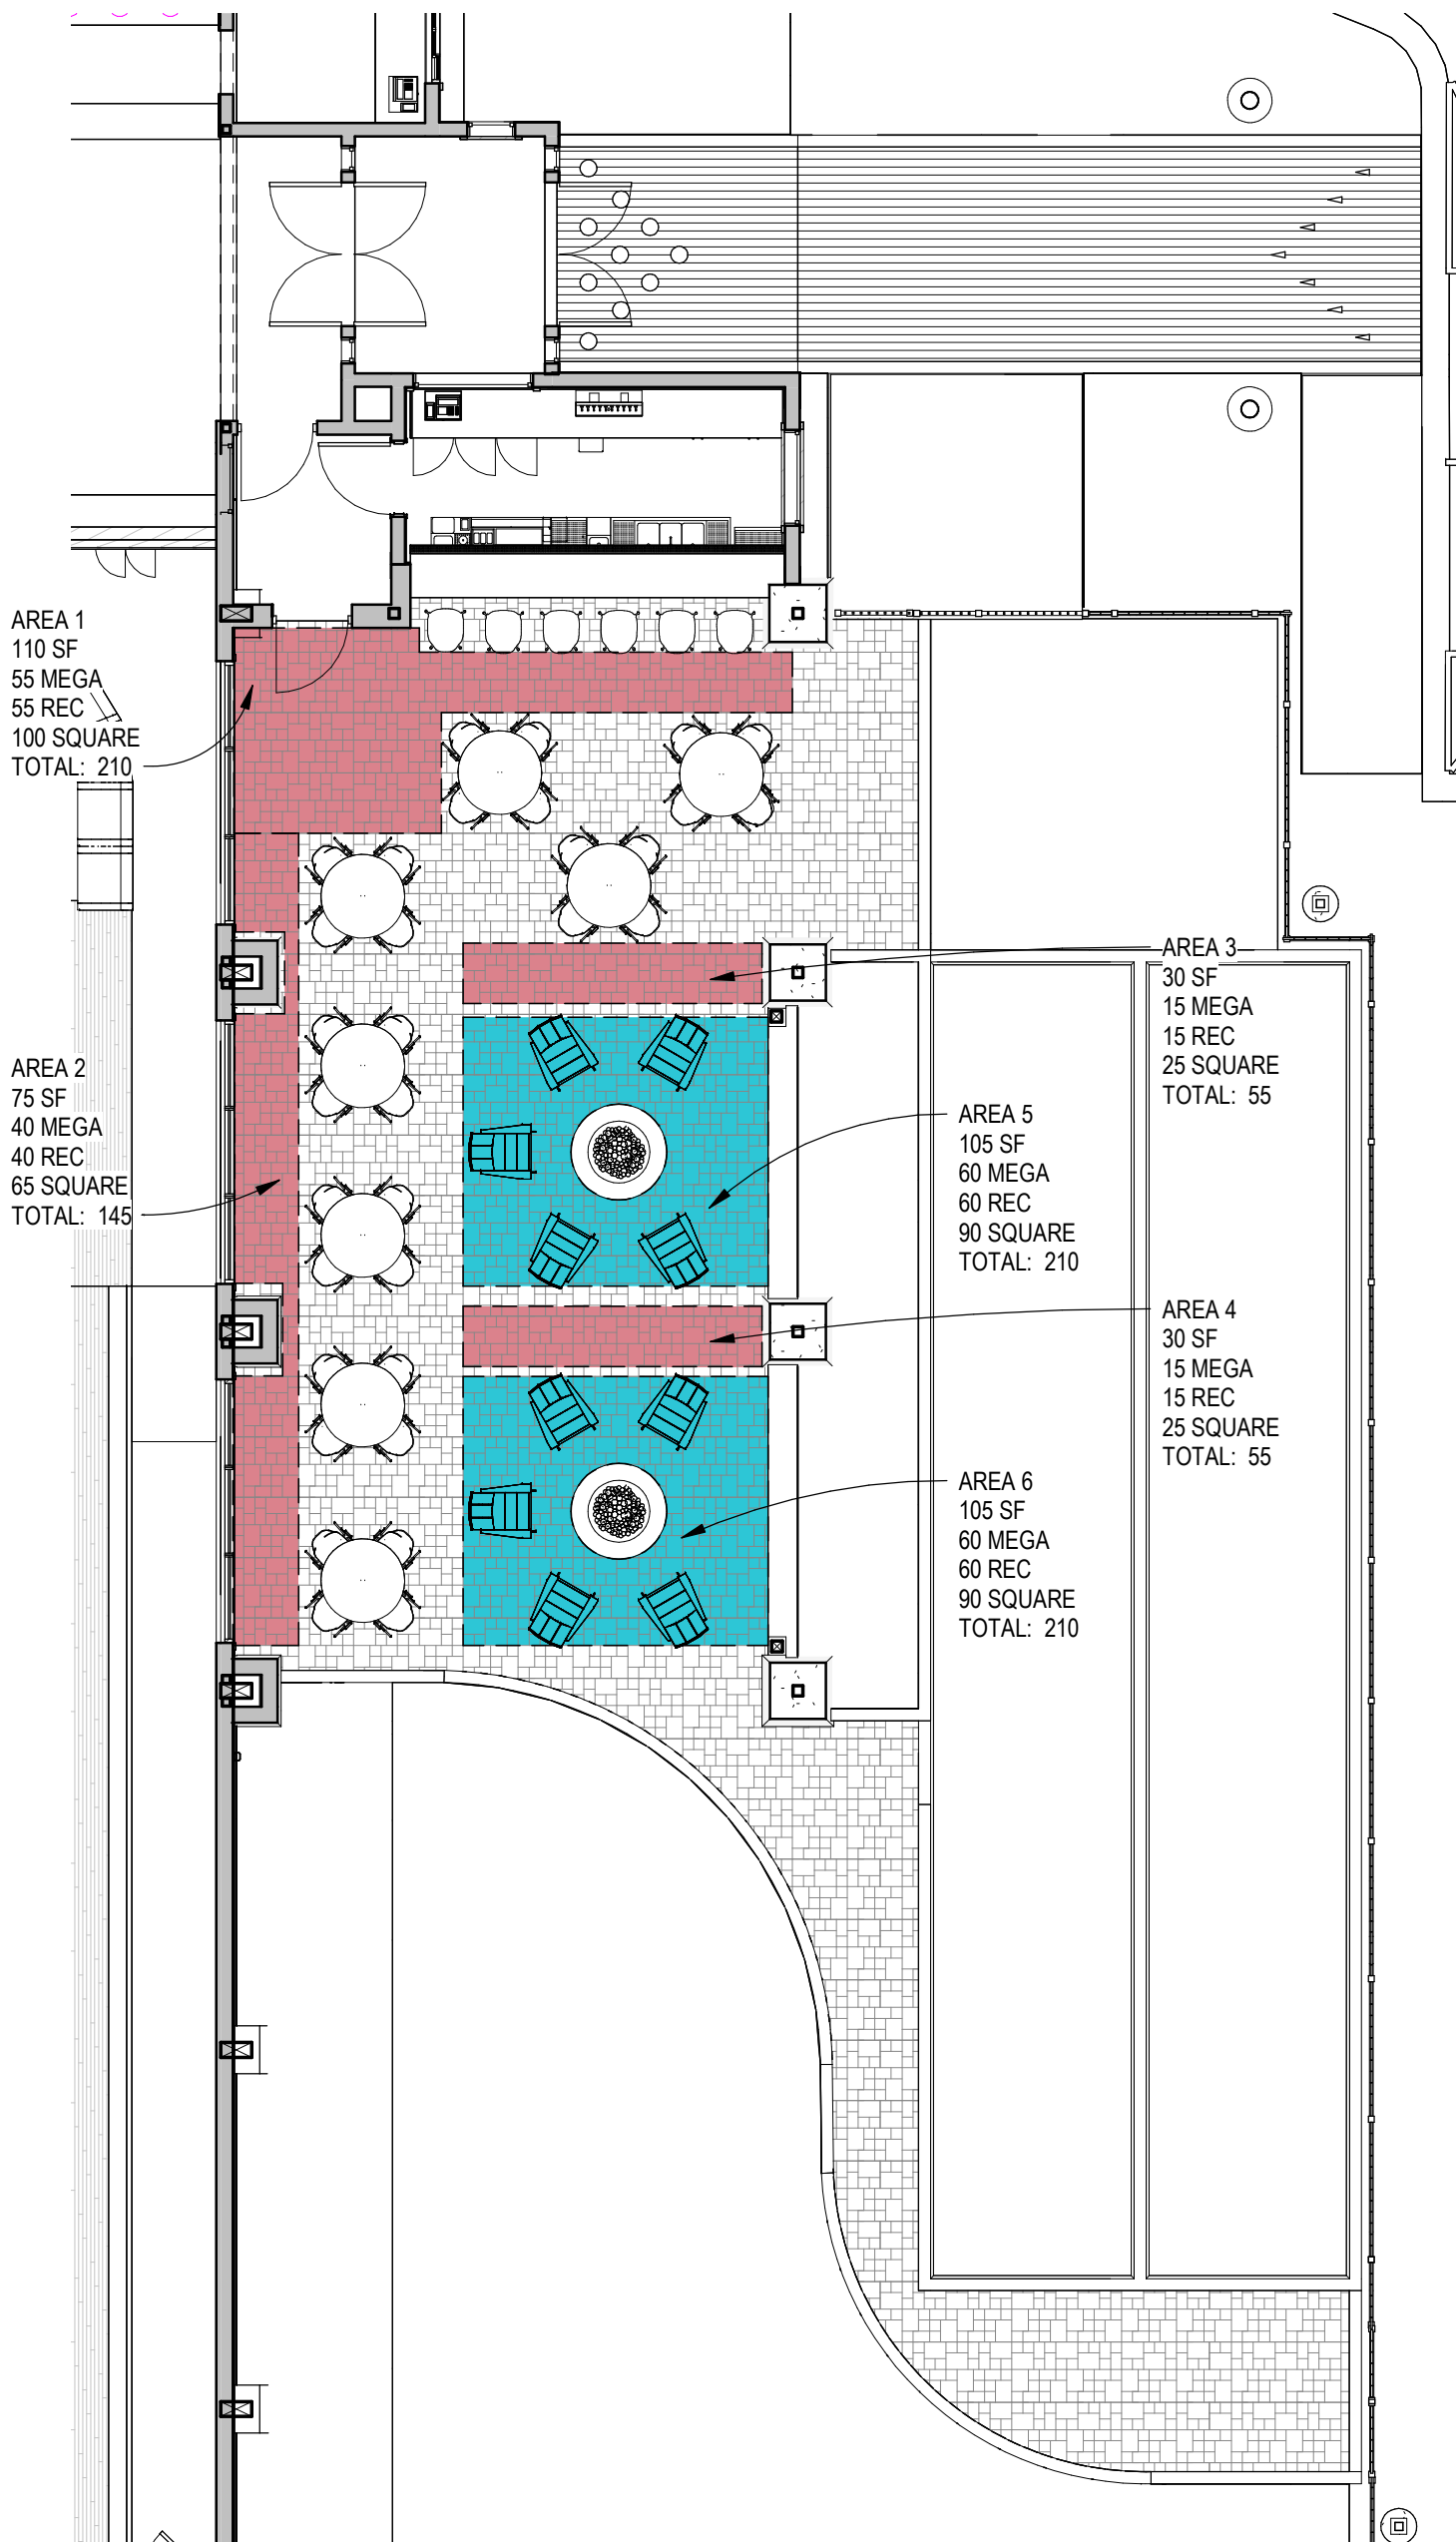 AREA 1
110 SF
55 MEGA
55 REC
100 SQUARE
TOTAL: 210
AREA 2
75 SF
40 MEGA
40 REC
65 SQUARE
TOTAL: 145
AREA 3
30 SF
15 MEGA
15 REC
25 SQUARE
TOTAL: 55
AREA 5
105 SF
60 MEGA
60 REC
90 SQUARE
TOTAL: 210
AREA 4
30 SF
15 MEGA
15 REC
25 SQUARE
TOTAL: 55
AREA 6
105 SF
60 MEGA
60 REC
90 SQUARE
TOTAL: 210